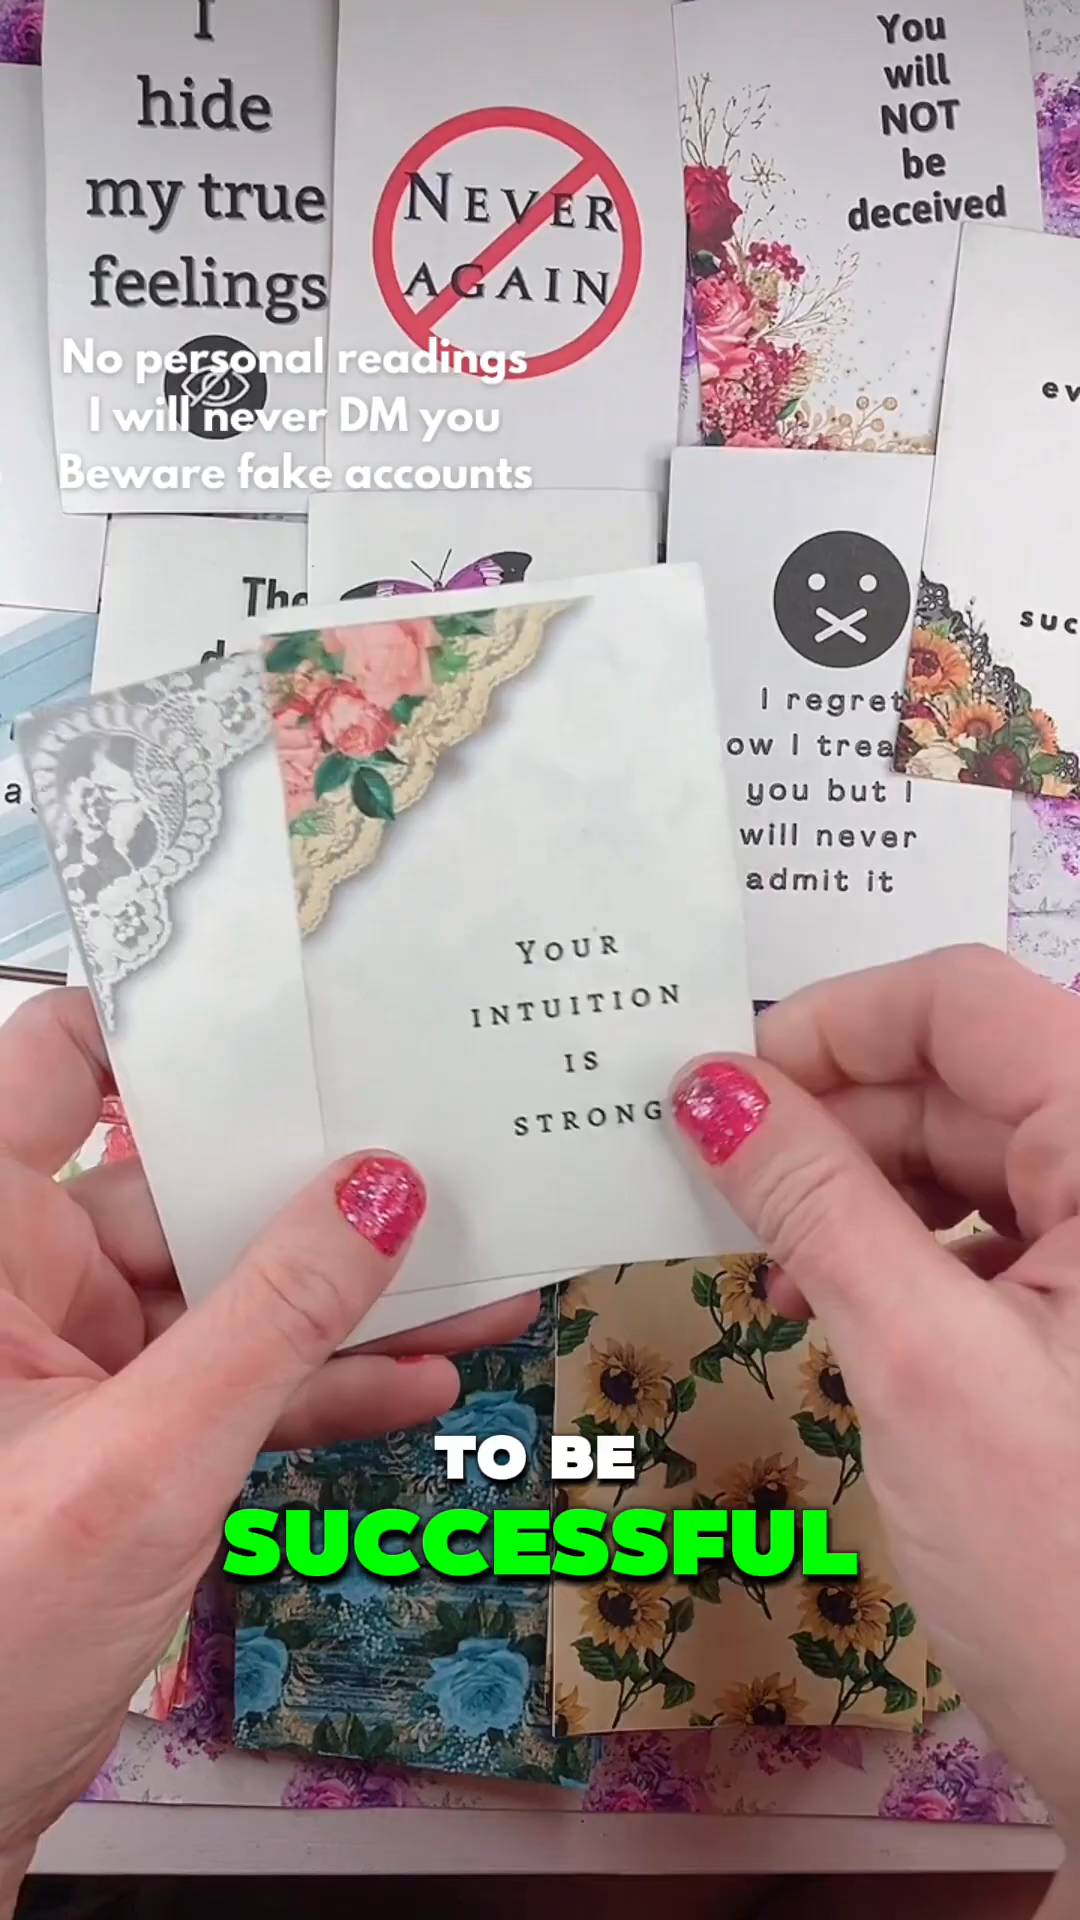 I
hide
my true
feelings
NEVER
AGAIN
You
will
NOT
be
deceived
No personal readings
I will never DM you
Beware fake accounts
The
I regret
ow I trea
you but I
will never
admit it
YOUR
INTUITION
IS
STRONG
TO BE
SUCCESSFUL